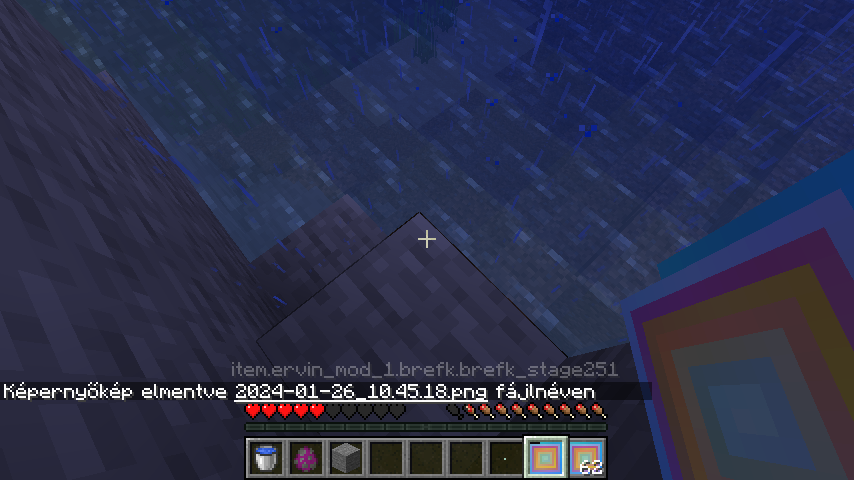 item.ervin_mod_1.brefk.brefk_stage251
Képernyőkép elmentve 2024-01-26_10.45.18.png fájlnéven
62